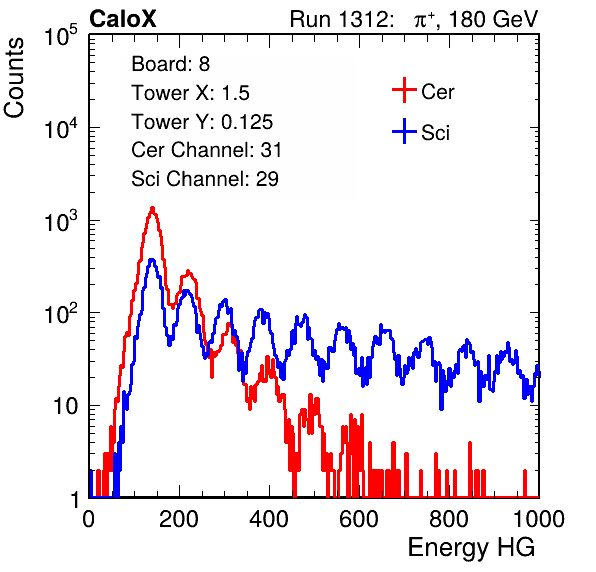 CaloX Run 1312: π⁺, 180 GeV
Counts
Board: 8
Tower X: 1.5
Tower Y: 0.125
Cer Channel: 31
Sci Channel: 29
Cer
Sci
10⁵
10⁴
10³
10²
10
1
0 200 400 600 800 1000
Energy HG